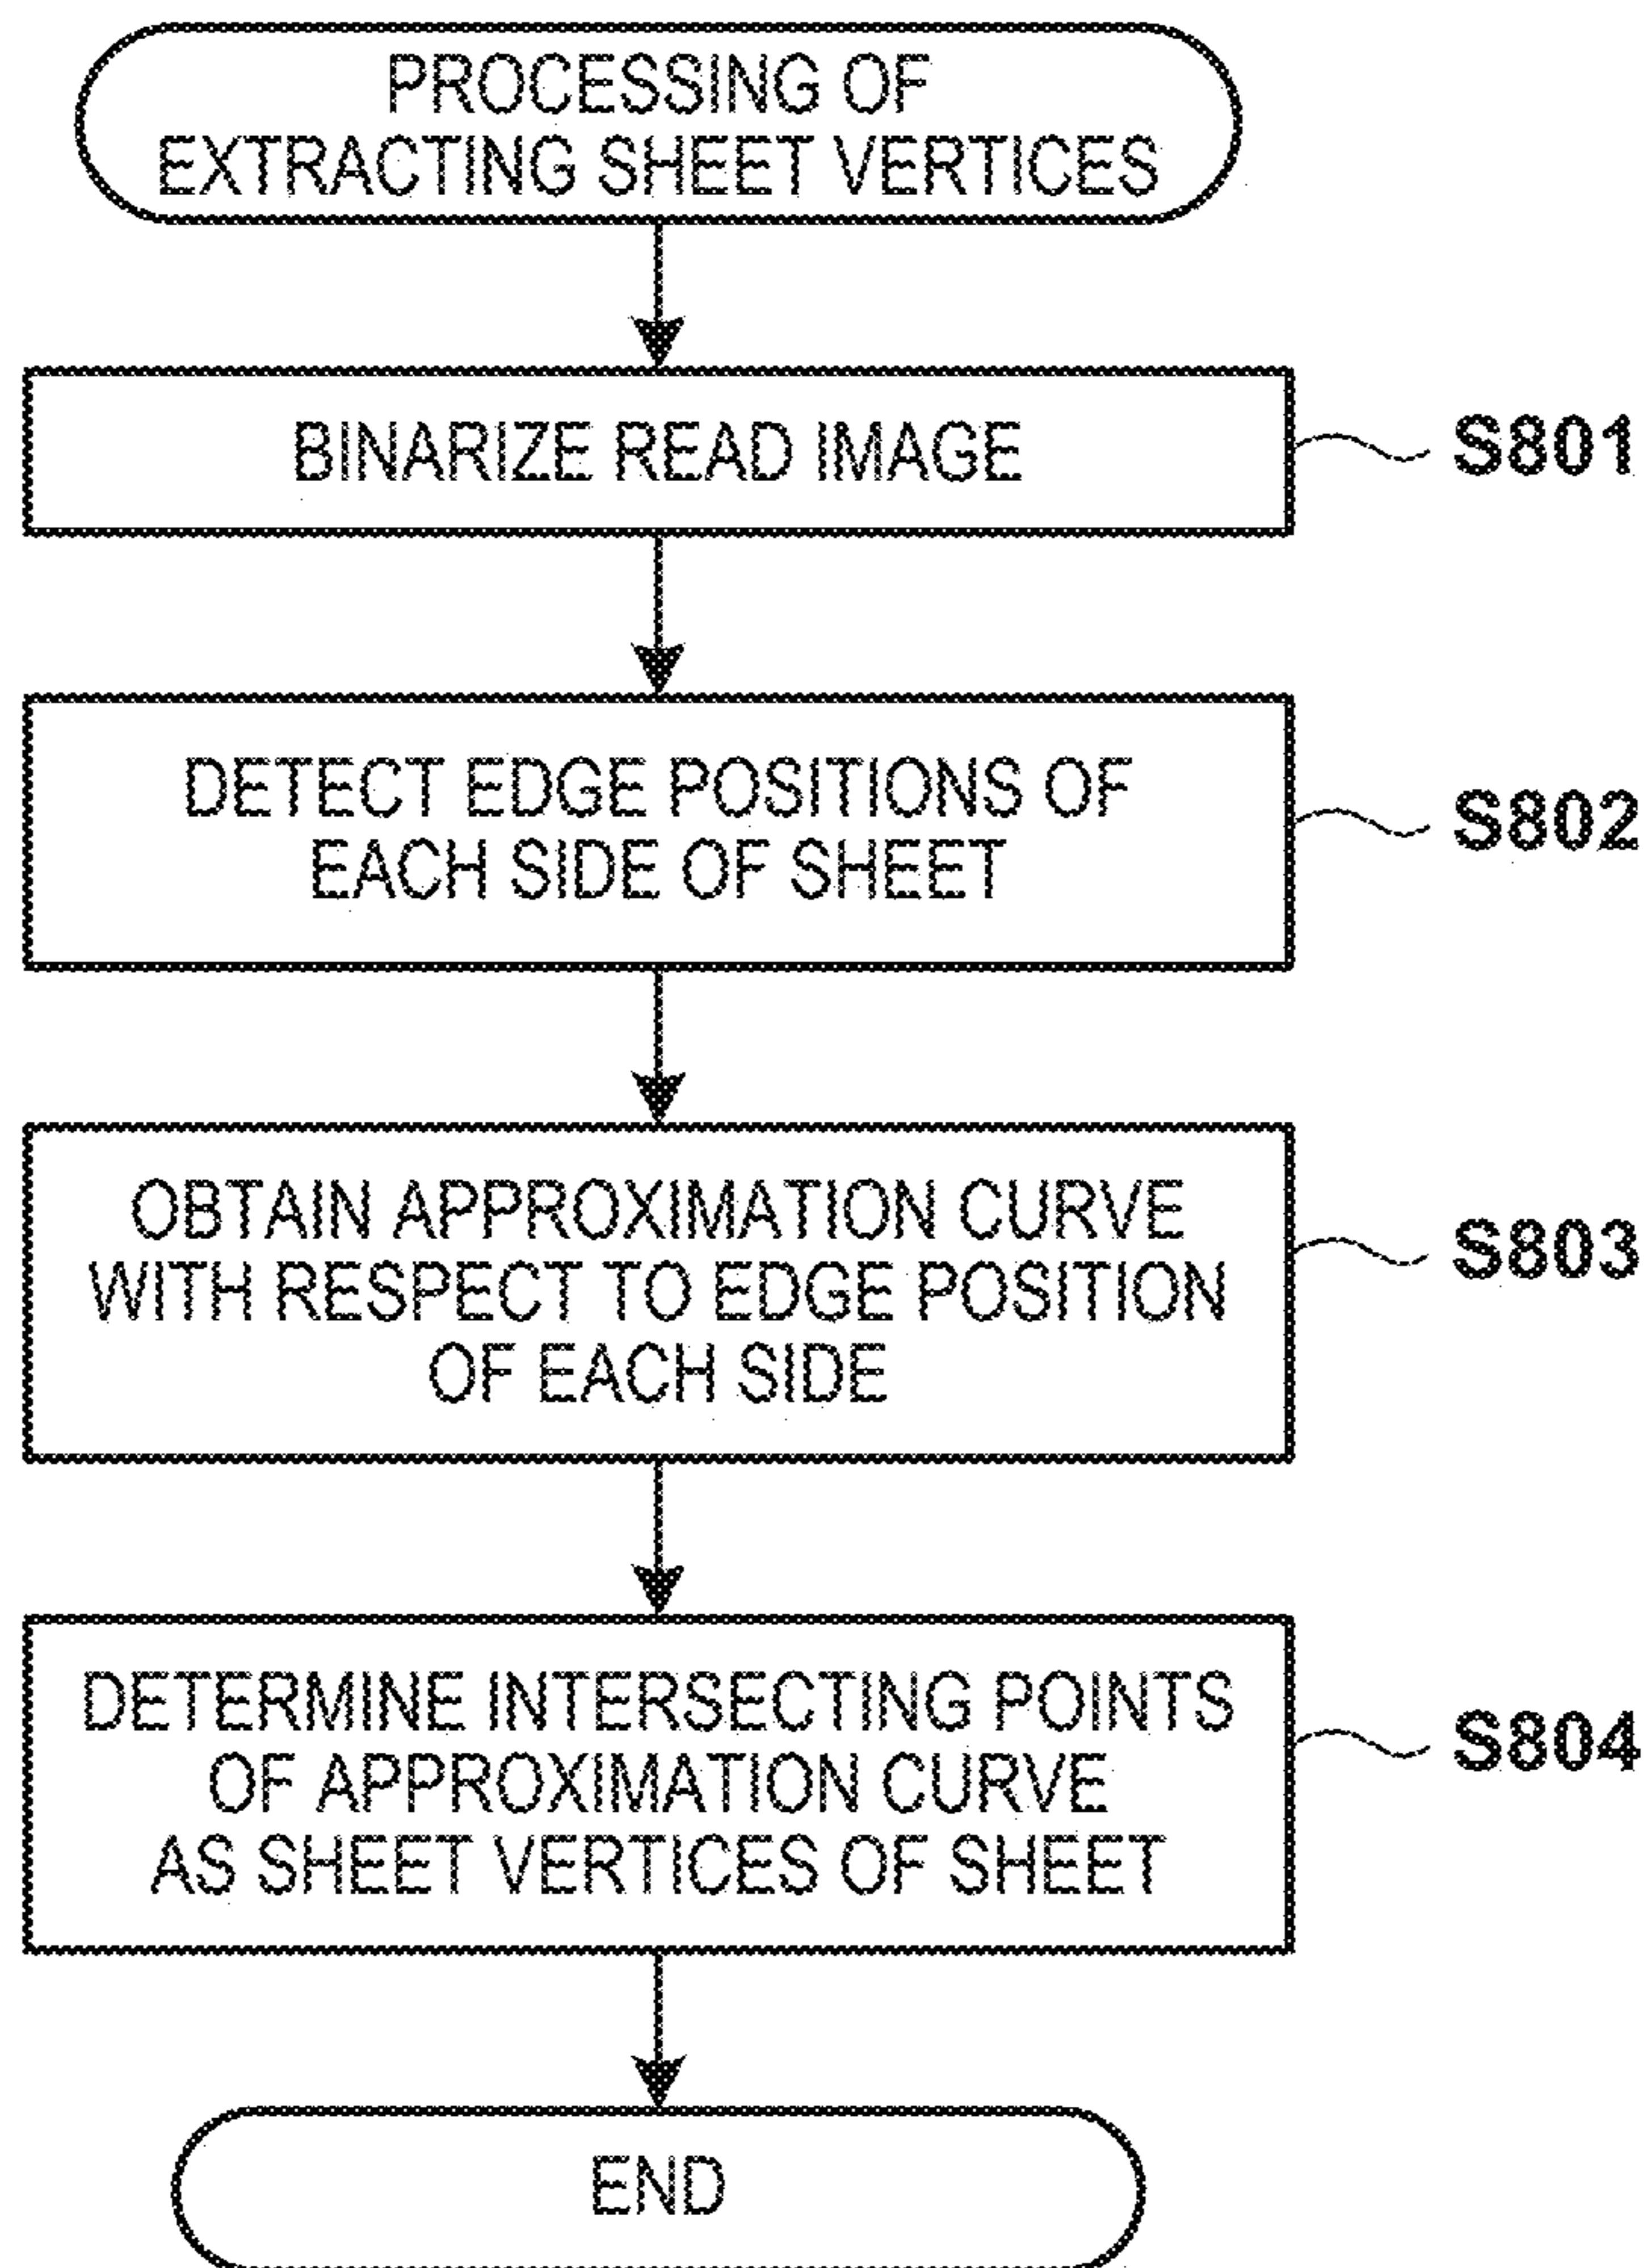 PROCESSING OF
EXTRACTING SHEET VERTICES
BINARIZE READ IMAGE
S801
DETECT EDGE POSITIONS OF
EACH SIDE OF SHEET
S802
OBTAIN APPROXIMATION CURVE
WITH RESPECT TO EDGE POSITION
OF EACH SIDE
S803
DETERMINE INTERSECTING POINTS
OF APPROXIMATION CURVE
AS SHEET VERTICES OF SHEET
S804
END